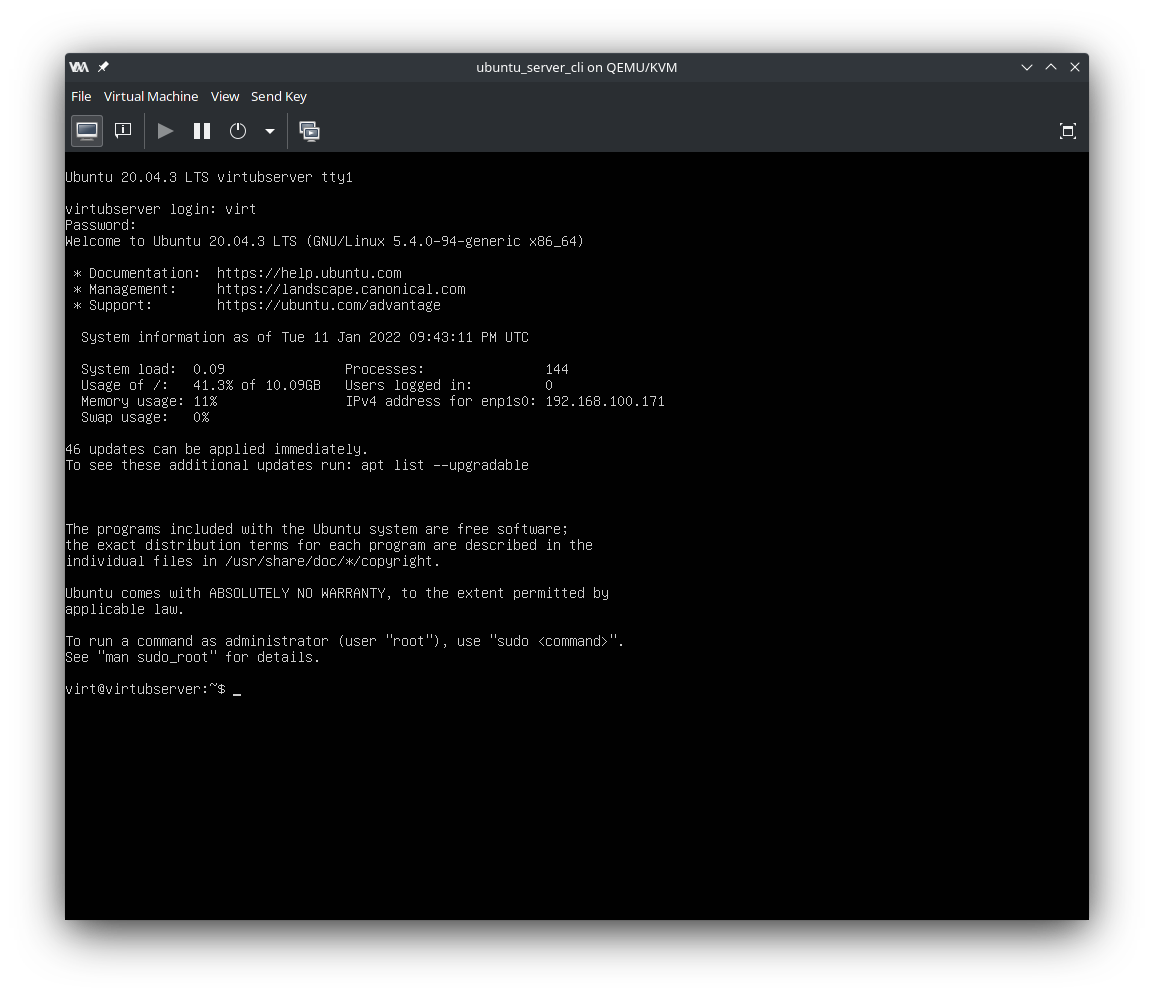 ubuntu_server_cli on QEMU/KVM
File Virtual Machine View Send Key
Ubuntu 20.04.3 LTS virtubserver tty1
virtubserver login: virt
Password:
Welcome to Ubuntu 20.04.3 LTS (GNU/Linux 5.4.0-94-generic x86_64)
* Documentation:  https://help.ubuntu.com
* Management:     https://landscape.canonical.com
* Support:        https://ubuntu.com/advantage
System information as of Tue 11 Jan 2022 09:43:11 PM UTC
System load:  0.09               Processes:               144
Usage of /:   41.3% of 10.09GB   Users logged in:         0
Memory usage: 11%                IPv4 address for enp1s0: 192.168.100.171
Swap usage:   0%
46 updates can be applied immediately.
To see these additional updates run: apt list --upgradable
The programs included with the Ubuntu system are free software;
the exact distribution terms for each program are described in the
individual files in /usr/share/doc/*/copyright.
Ubuntu comes with ABSOLUTELY NO WARRANTY, to the extent permitted by
applicable law.
To run a command as administrator (user "root"), use "sudo <command>".
See "man sudo_root" for details.
virt@virtubserver:~$ _